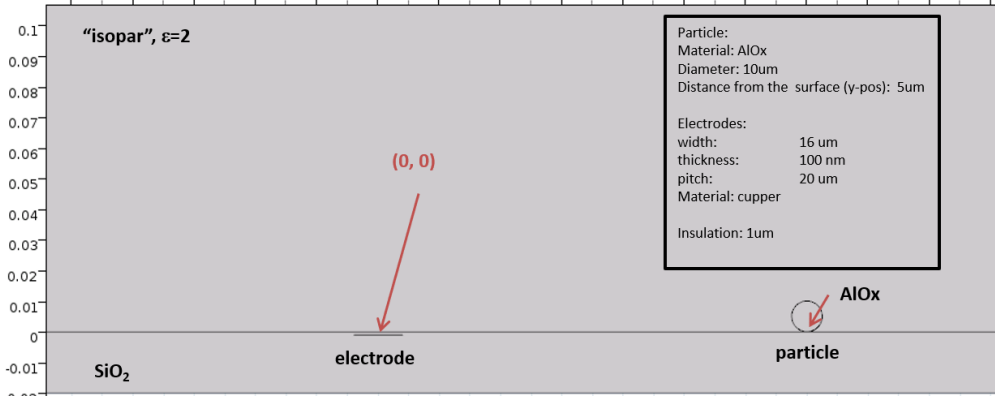 0.1
0.09
0.08
0.07
0.06
0.05
0.04
0.03
0.02
0.01
0
-0.01
“isopar”, ε=2
(0, 0)
Particle:
Material: AlOx
Diameter: 10um
Distance from the surface (y-pos): 5um
Electrodes:
width: 16 um
thickness: 100 nm
pitch: 20 um
Material: cupper
Insulation: 1um
AlOx
electrode
particle
SiO2